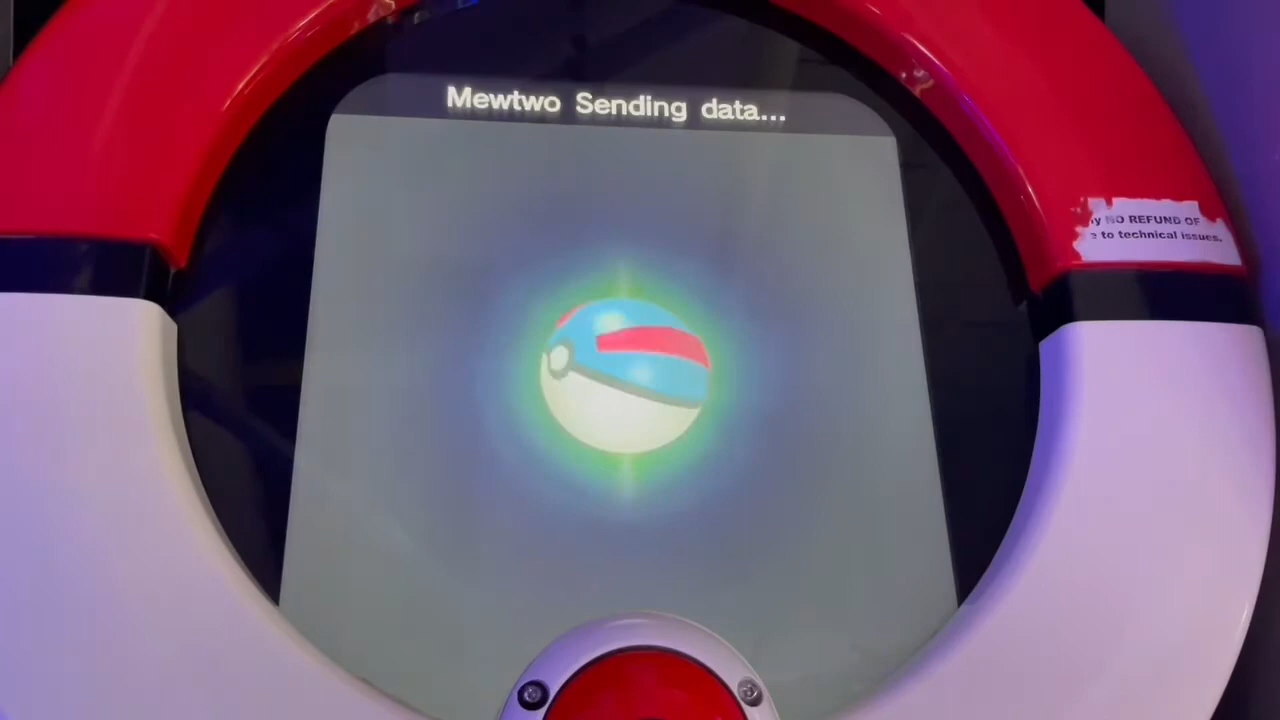 Mewtwo Sending data...
NO REFUND OF
to technical issues.